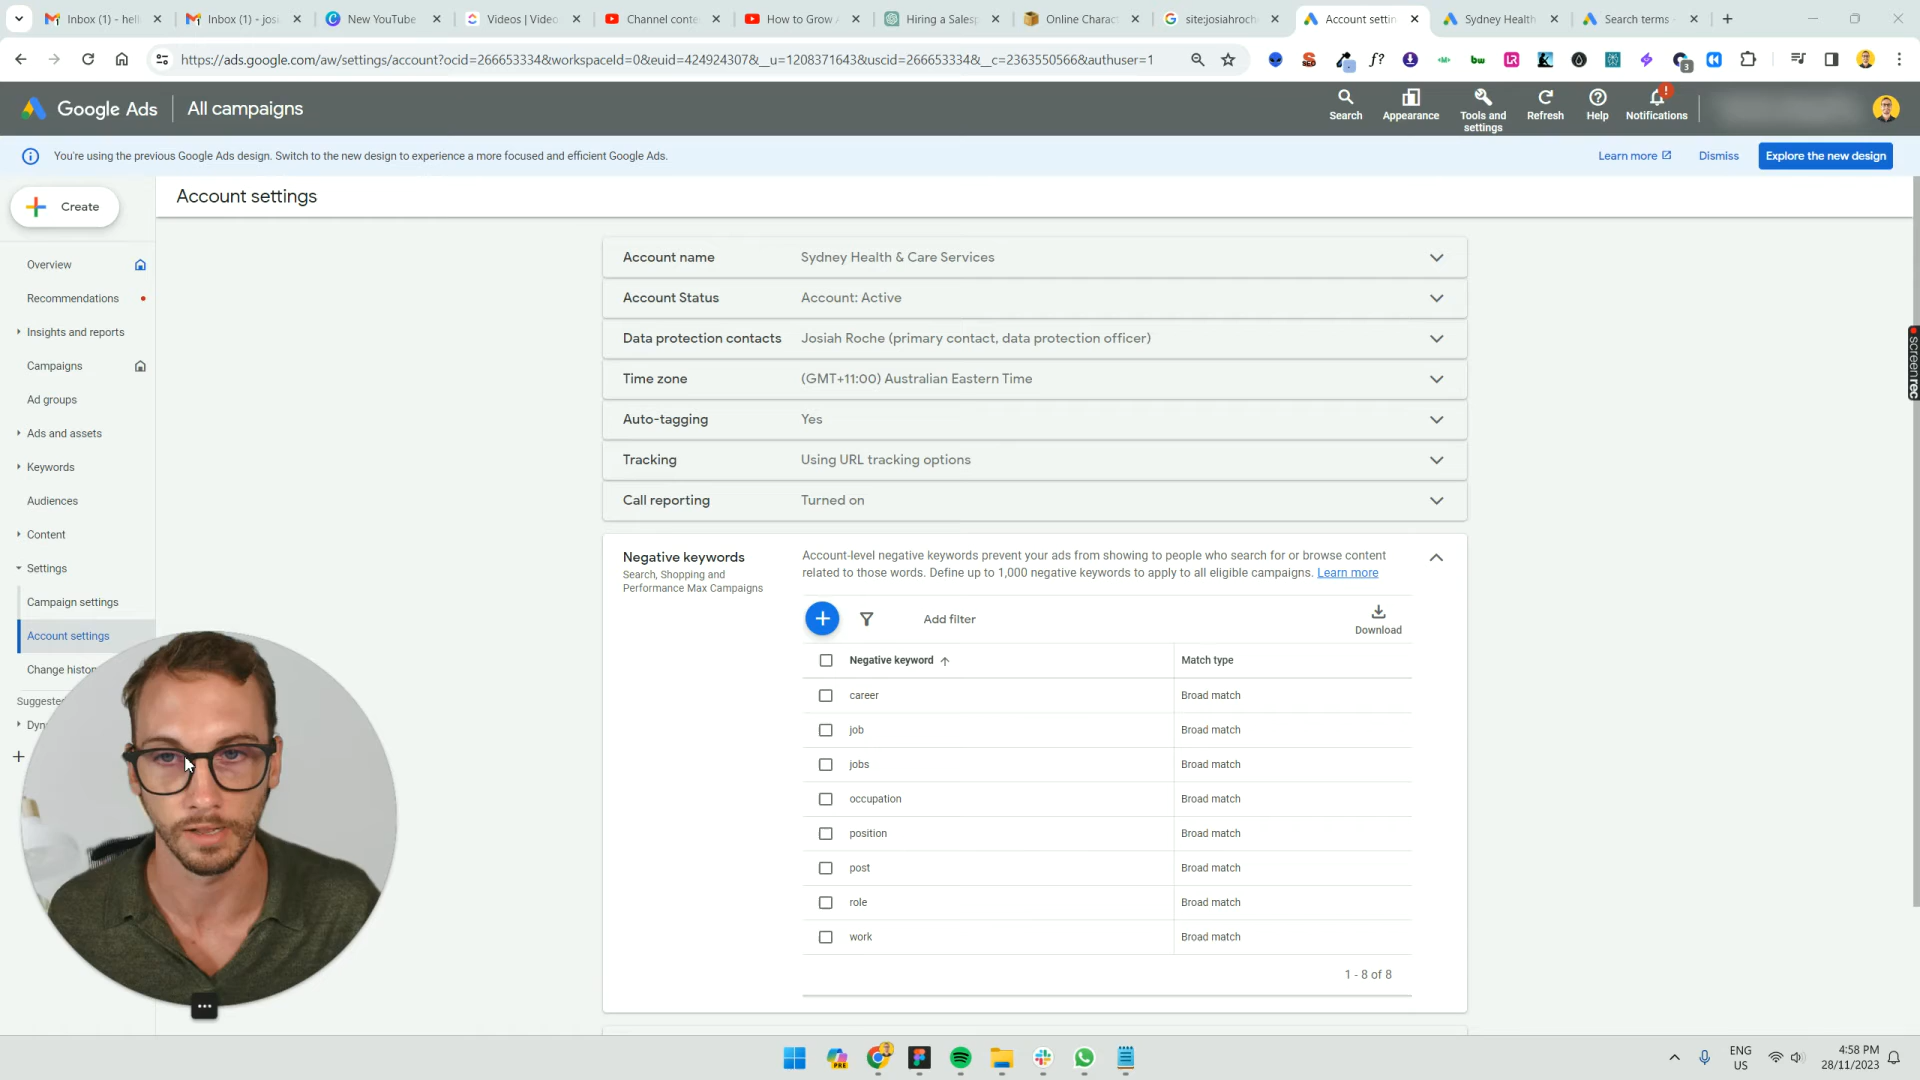 Inbox (1) - hell
Inbox (1) - josi
New YouTube
Videos | Video
Channel conte
How to Grow
Hiring a Salesp
Online Charac
site:josiahroch
Account settin
Sydney Health
Search terms
https://ads.google.com/aw/settings/account?ocid=266653334&workspaceId=0&euid=424924307&__u=1208371643&uscid=266653334&__c=2363550566&authuser=1
Google Ads
All campaigns
Search
Appearance
Tools and
settings
Refresh
Help
Notifications
You're using the previous Google Ads design. Switch to the new design to experience a more focused and efficient Google Ads.
Learn more
Dismiss
Explore the new design
Create
Account settings
Overview
Recommendations
Insights and reports
Campaigns
Ad groups
Ads and assets
Keywords
Audiences
Content
Settings
Campaign settings
Account settings
Change histor
Suggeste
Dyn
Account name Sydney Health & Care Services
Account Status Account: Active
Data protection contacts Josiah Roche (primary contact, data protection officer)
Time zone (GMT+11:00) Australian Eastern Time
Auto-tagging Yes
Tracking Using URL tracking options
Call reporting Turned on
Negative keywords
Search, Shopping and
Performance Max Campaigns
Account-level negative keywords prevent your ads from showing to people who search for or browse content
related to those words. Define up to 1,000 negative keywords to apply to all eligible campaigns. Learn more
Add filter
Download
Negative keyword Match type
career Broad match
job Broad match
jobs Broad match
occupation Broad match
position Broad match
post Broad match
role Broad match
work Broad match
1 - 8 of 8
screenrec
ENG
US
4:58 PM
28/11/2023